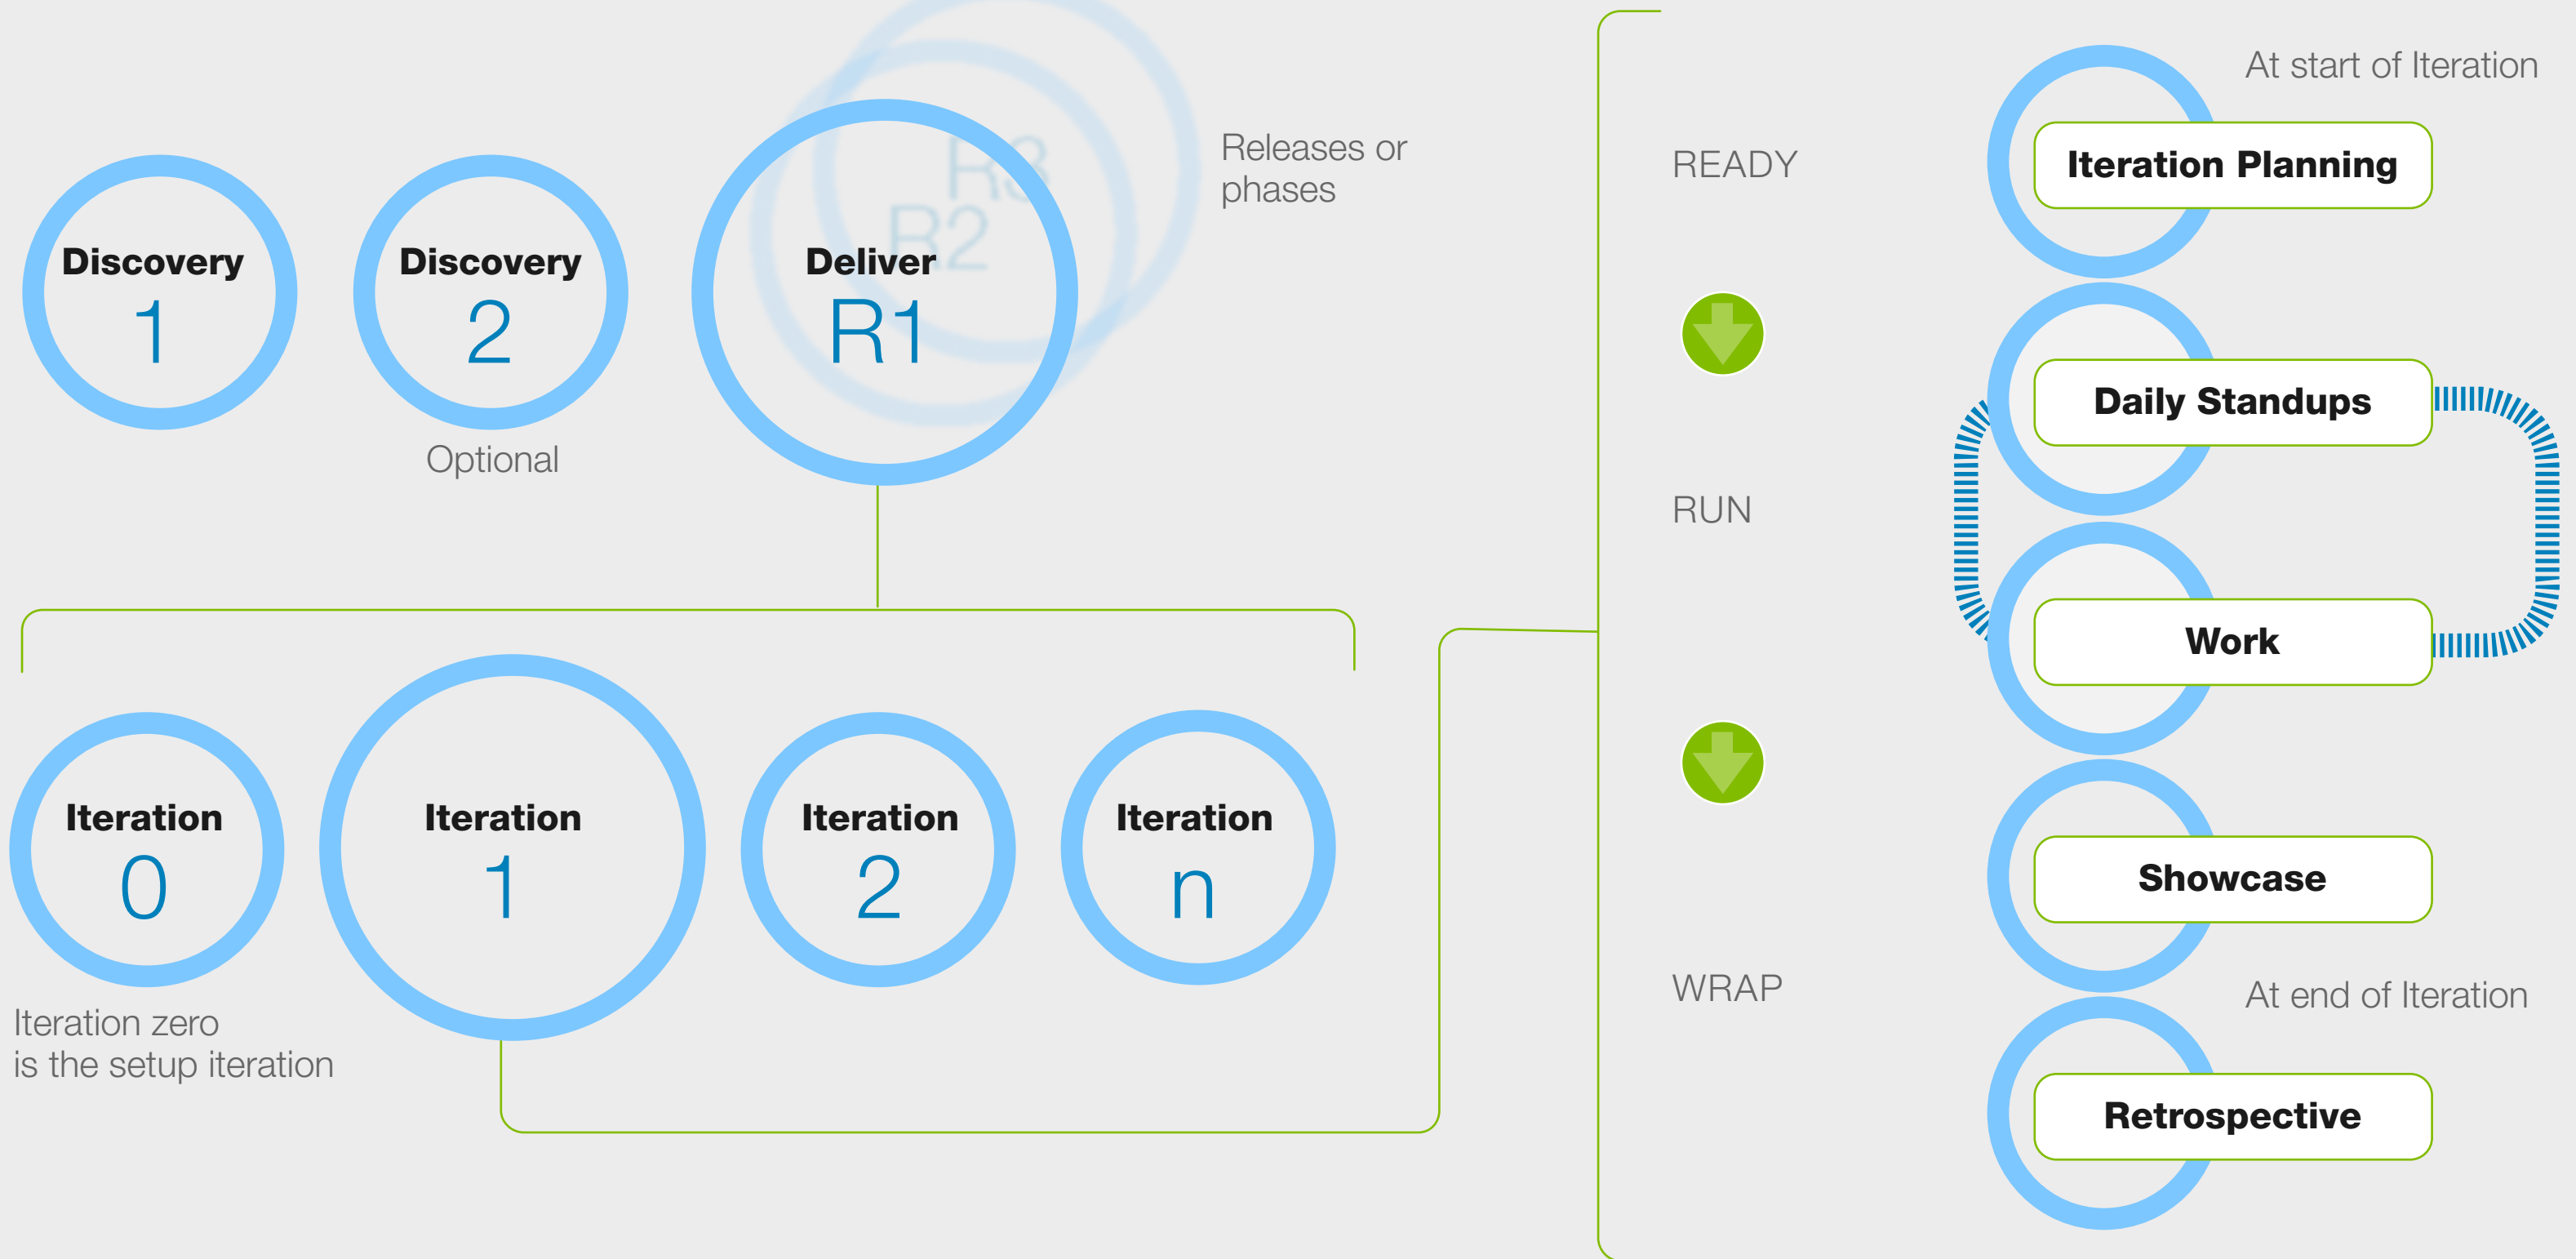 Discovery
1
Discovery
2
Optional
Deliver
R1
R2
R3
Releases or
phases
Iteration
0
Iteration
1
Iteration
2
Iteration
n
Iteration zero
is the setup iteration
READY
RUN
WRAP
At start of Iteration
Iteration Planning
Daily Standups
Work
Showcase
At end of Iteration
Retrospective